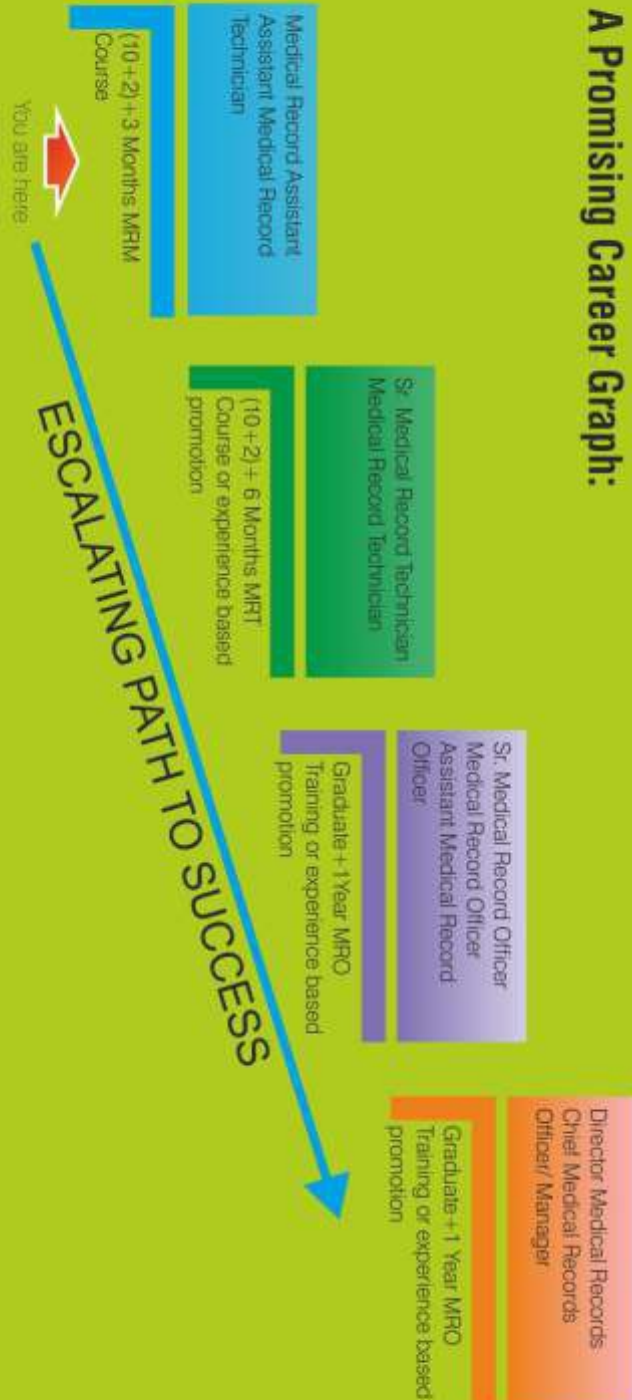 A Promising Career Graph:
Medical Record Assistant
Assistant Medical Record
Technician
(10+2)+3 Months MRM
Course
You are here
Sr. Medical Record Technician
Medical Record Technician
(10+2)+ 6 Months MRT
Course or experience based
promotion
Sr. Medical Record Officer
Medical Record Officer
Assistant Medical Record
Officer
Graduate+1Year MRO
Training or experience based
promotion
Director Medical Records
Chief Medical Records
Officer/ Manager
Graduate+1 Year MRO
Training or experience based
promotion
ESCALATING PATH TO SUCCESS